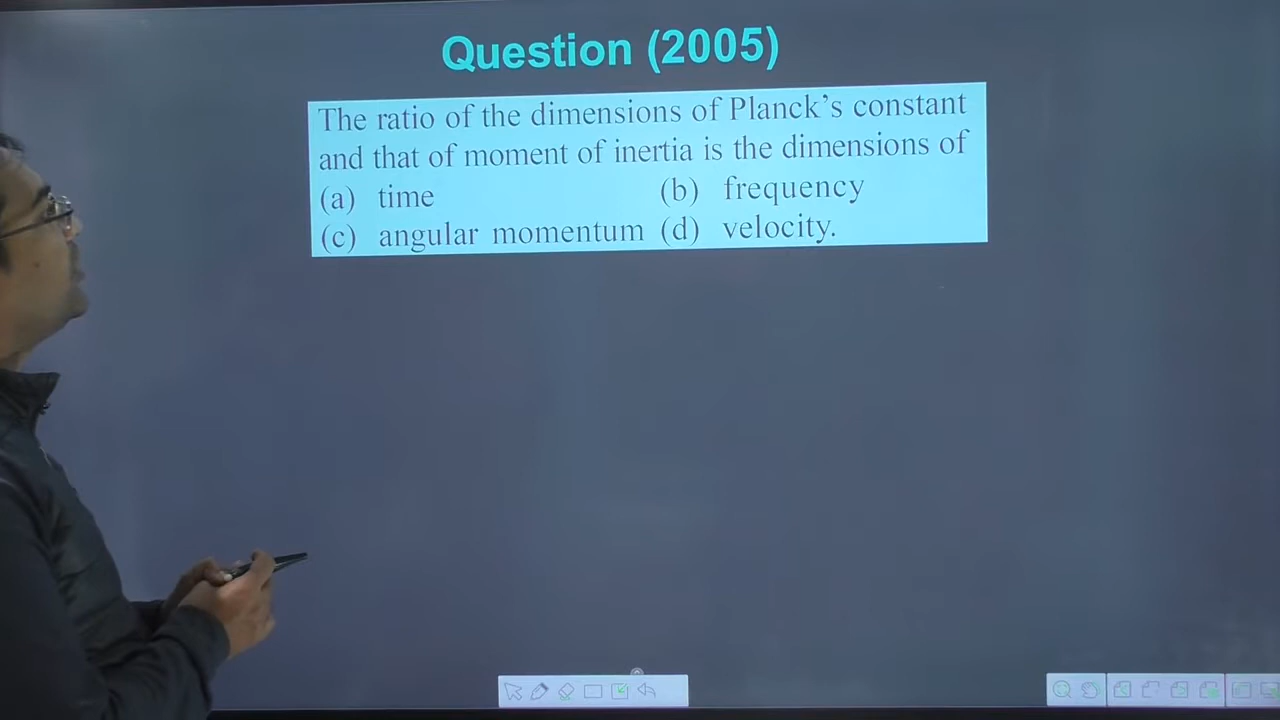 Question (2005)
The ratio of the dimensions of Planck's constant
and that of moment of inertia is the dimensions of
(a) time (b) frequency
(c) angular momentum (d) velocity.